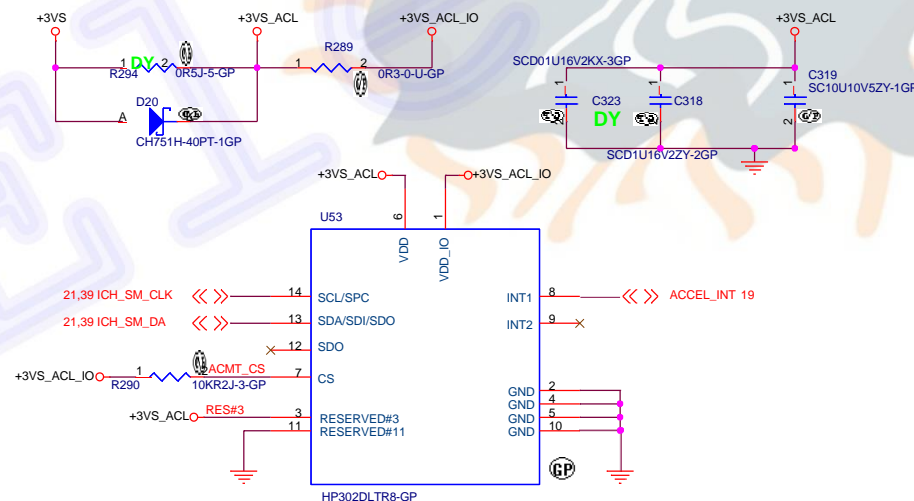 +3VS
+3VS_ACL
+3VS_ACL_IO
+3VS_ACL
1 DY 2
R294
0R5J-5-GP
R289
1 2
0R3-0-U-GP
A
D20
CH751H-40PT-1GP
SCD01U16V2KX-3GP
1
C323
DY
1
C318
2
SCD1U16V2ZY-2GP
1
C319
SC10U10V5ZY-1GP
2
+3VS_ACL
+3VS_ACL_IO
U53
6
1
VDD
VDD_IO
21,39 ICH_SM_CLK
14
SCL/SPC
21,39 ICH_SM_DA
13
SDA/SDI/SDO
12
SDO
+3VS_ACL_IO
1
R290
10KR2J-3-GP
ACMT_CS
7
CS
+3VS_ACL
RES#3
3
RESERVED#3
11
RESERVED#11
INT1
8
ACCEL_INT 19
INT2
9
GND
2
GND
4
GND
5
GND
10
GP
HP302DLTR8-GP